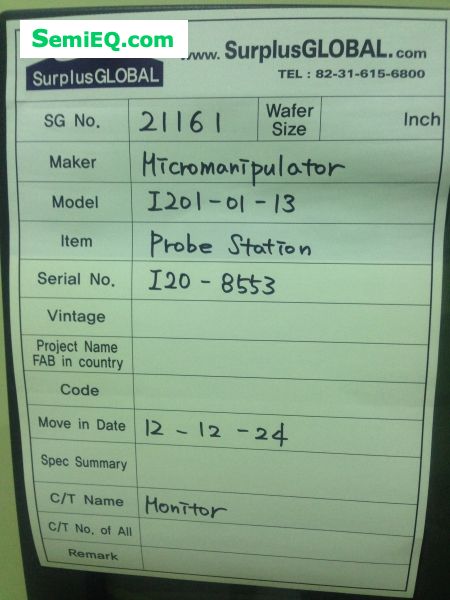 SemiEQ.com
www. SurplusGLOBAL.com
SurplusGLOBAL
TEL : 82-31-615-6800
SG No. 21161 Wafer Size Inch
Maker Micromanipulator
Model I201-01-13
Item Probe Station
Serial No. I20-8553
Vintage
Project Name
FAB in country
Code
Move in Date 12-12-24
Spec Summary
C/T Name Monitor
C/T No. of All
Remark